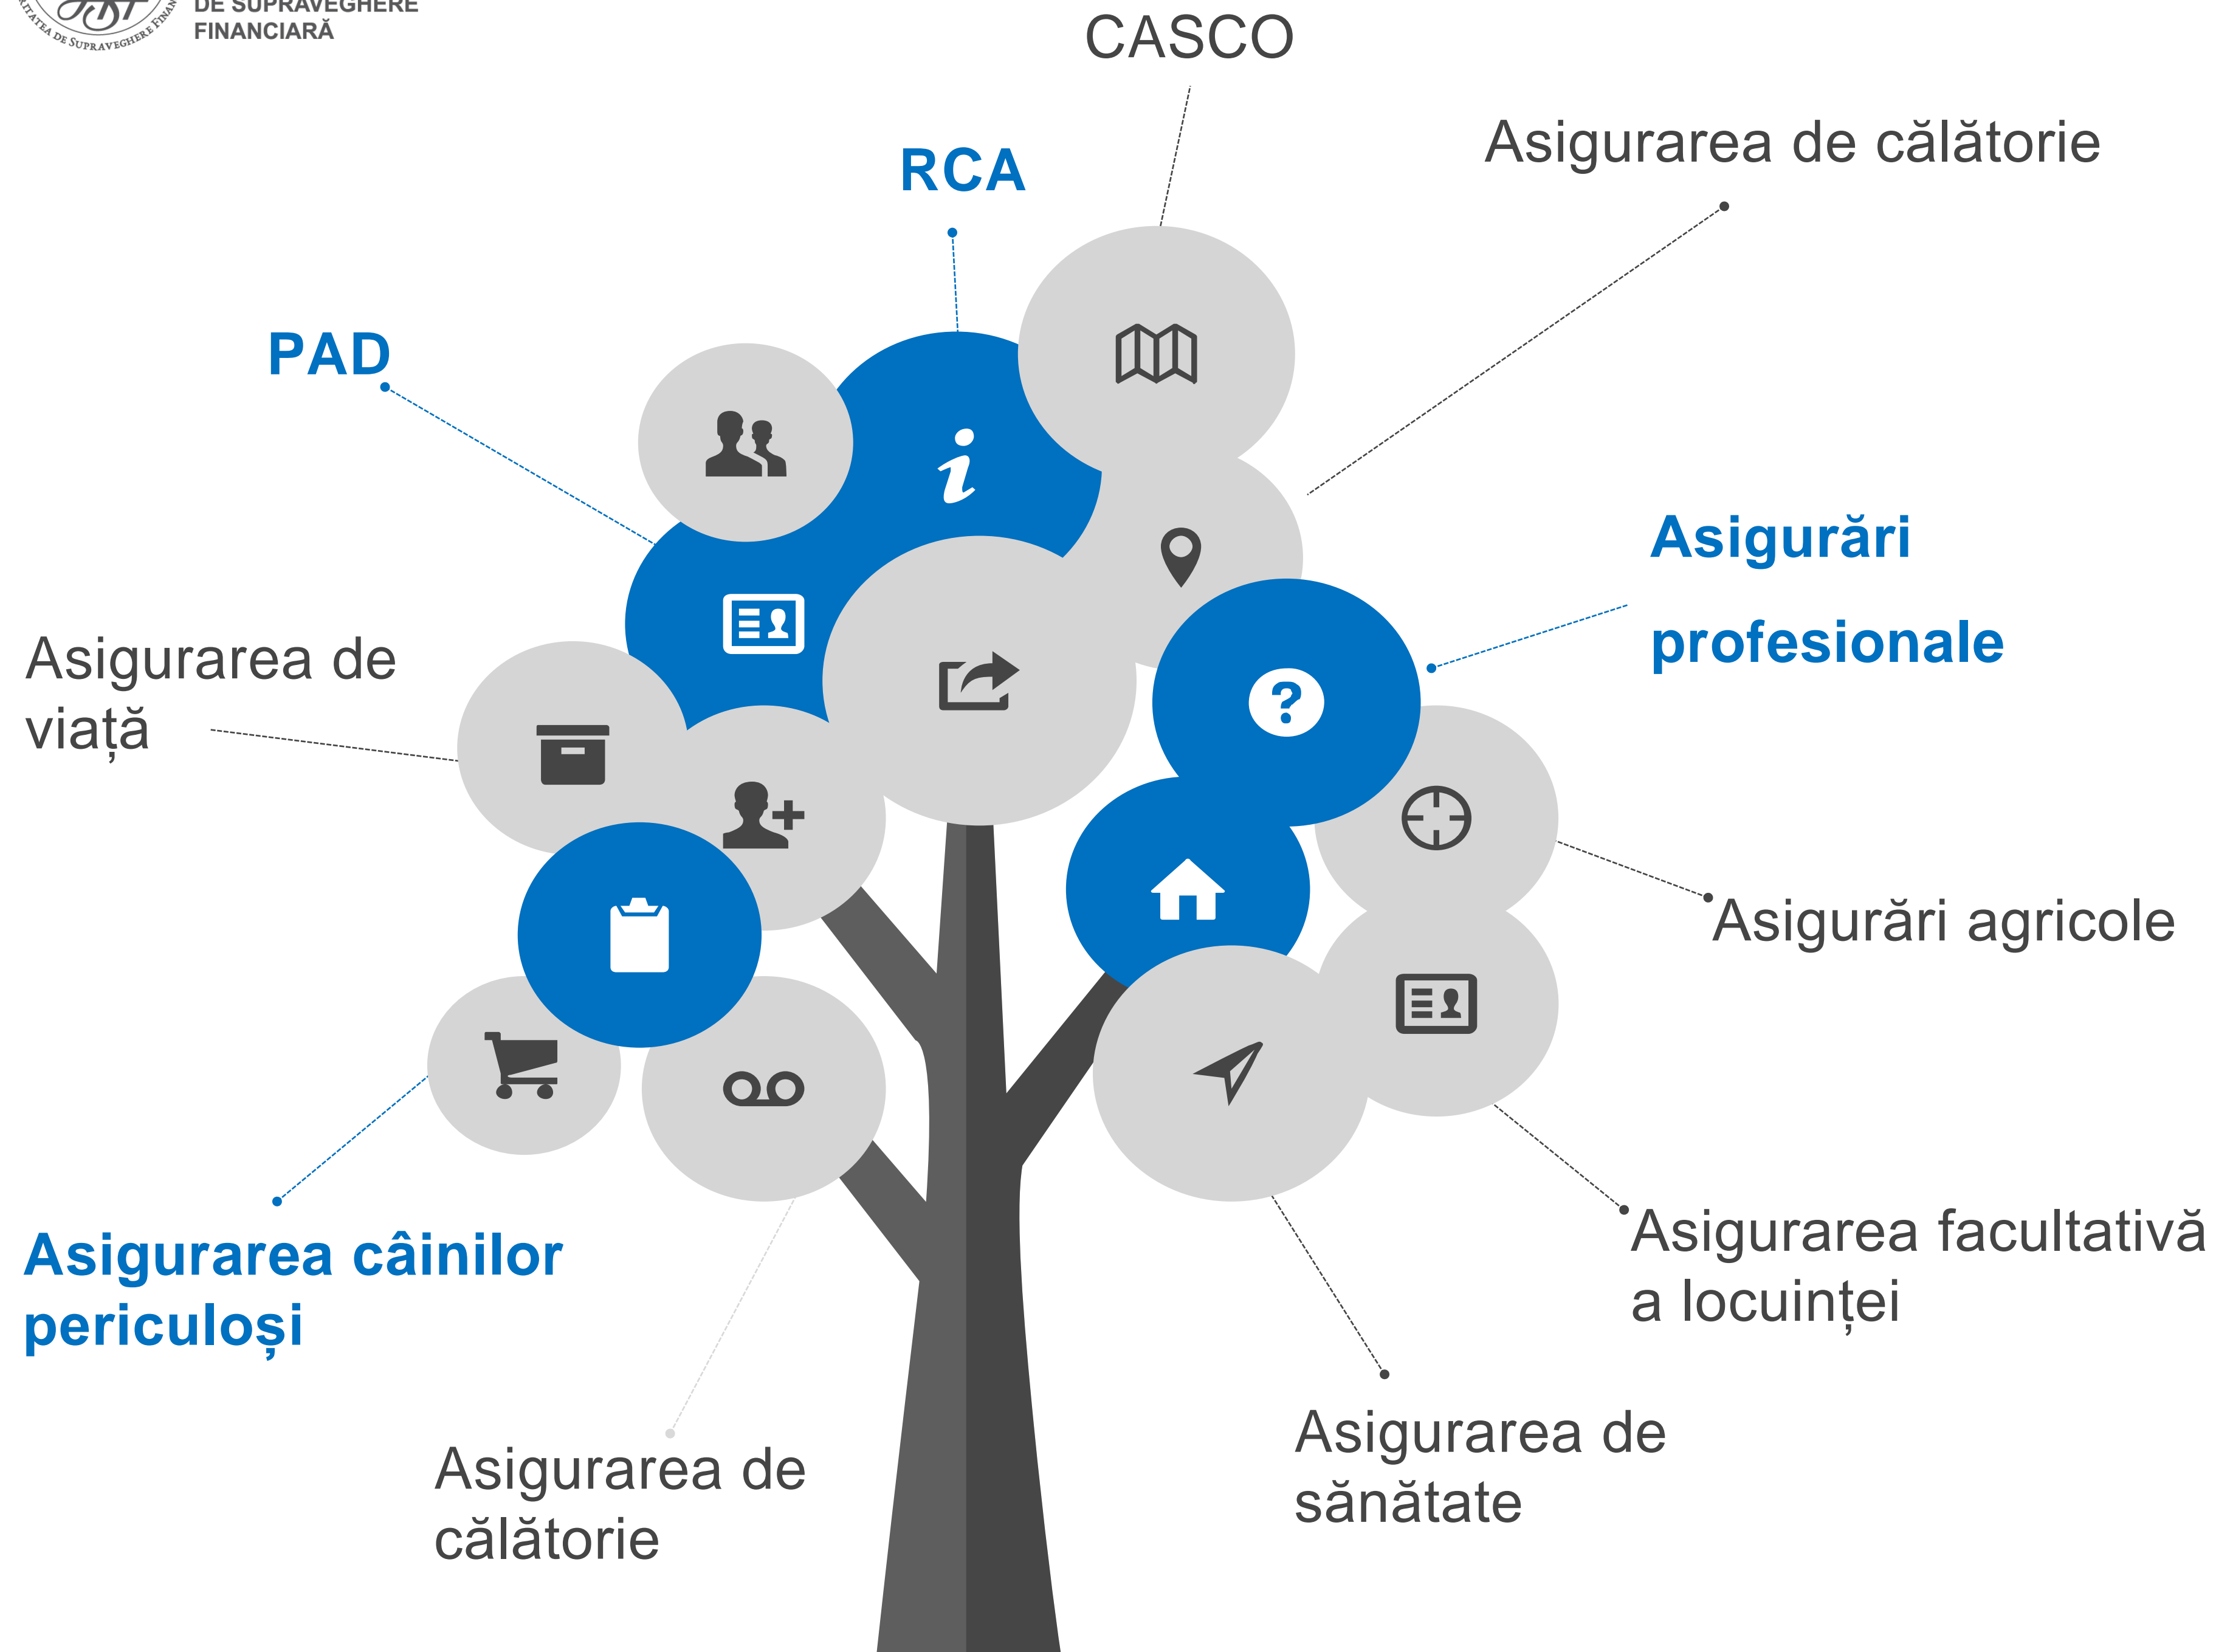 DE SUPRAVEGHERE
FINANCIARĂ
CASCO
Asigurarea de călătorie
RCA
PAD
Asigurări
profesionale
Asigurarea de
viață
Asigurări agricole
Asigurarea câinilor
periculoși
Asigurarea facultativă
a locuinței
Asigurarea de
sănătate
Asigurarea de
călătorie